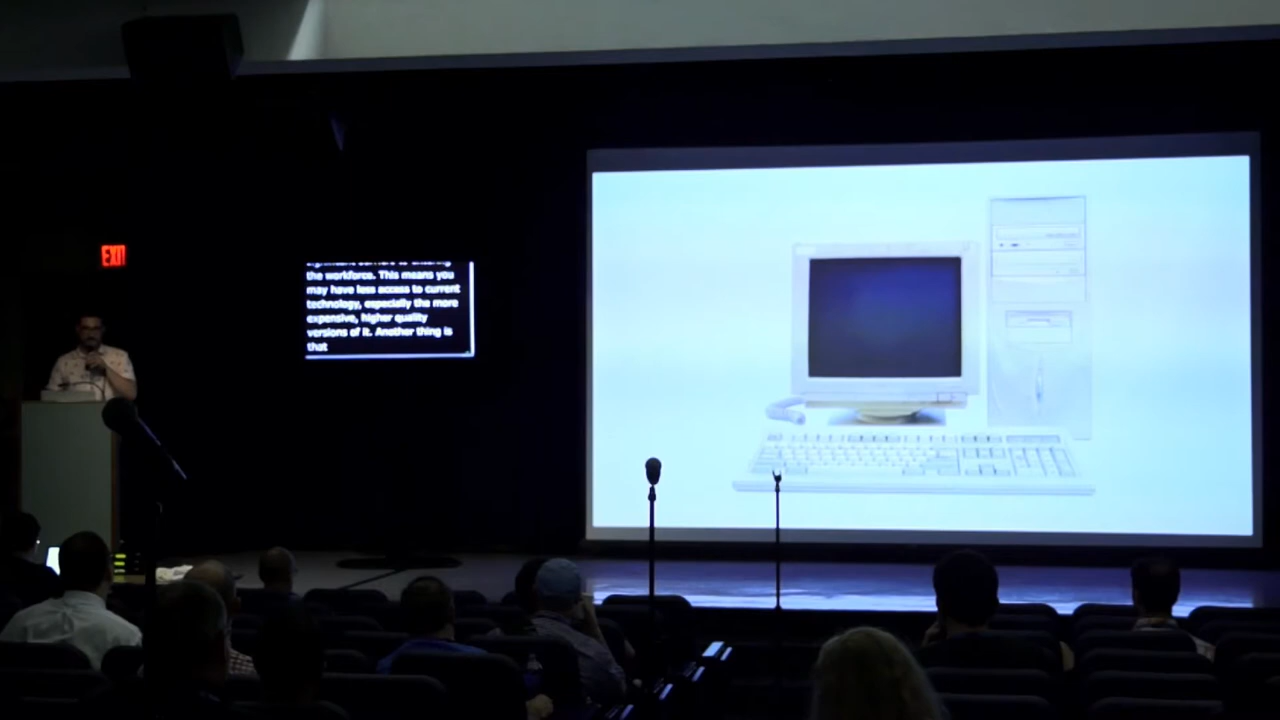 EXIT
the workforce. This means you
may have less access to current
technology, especially the more
expensive, higher quality
versions of it. Another thing is
that